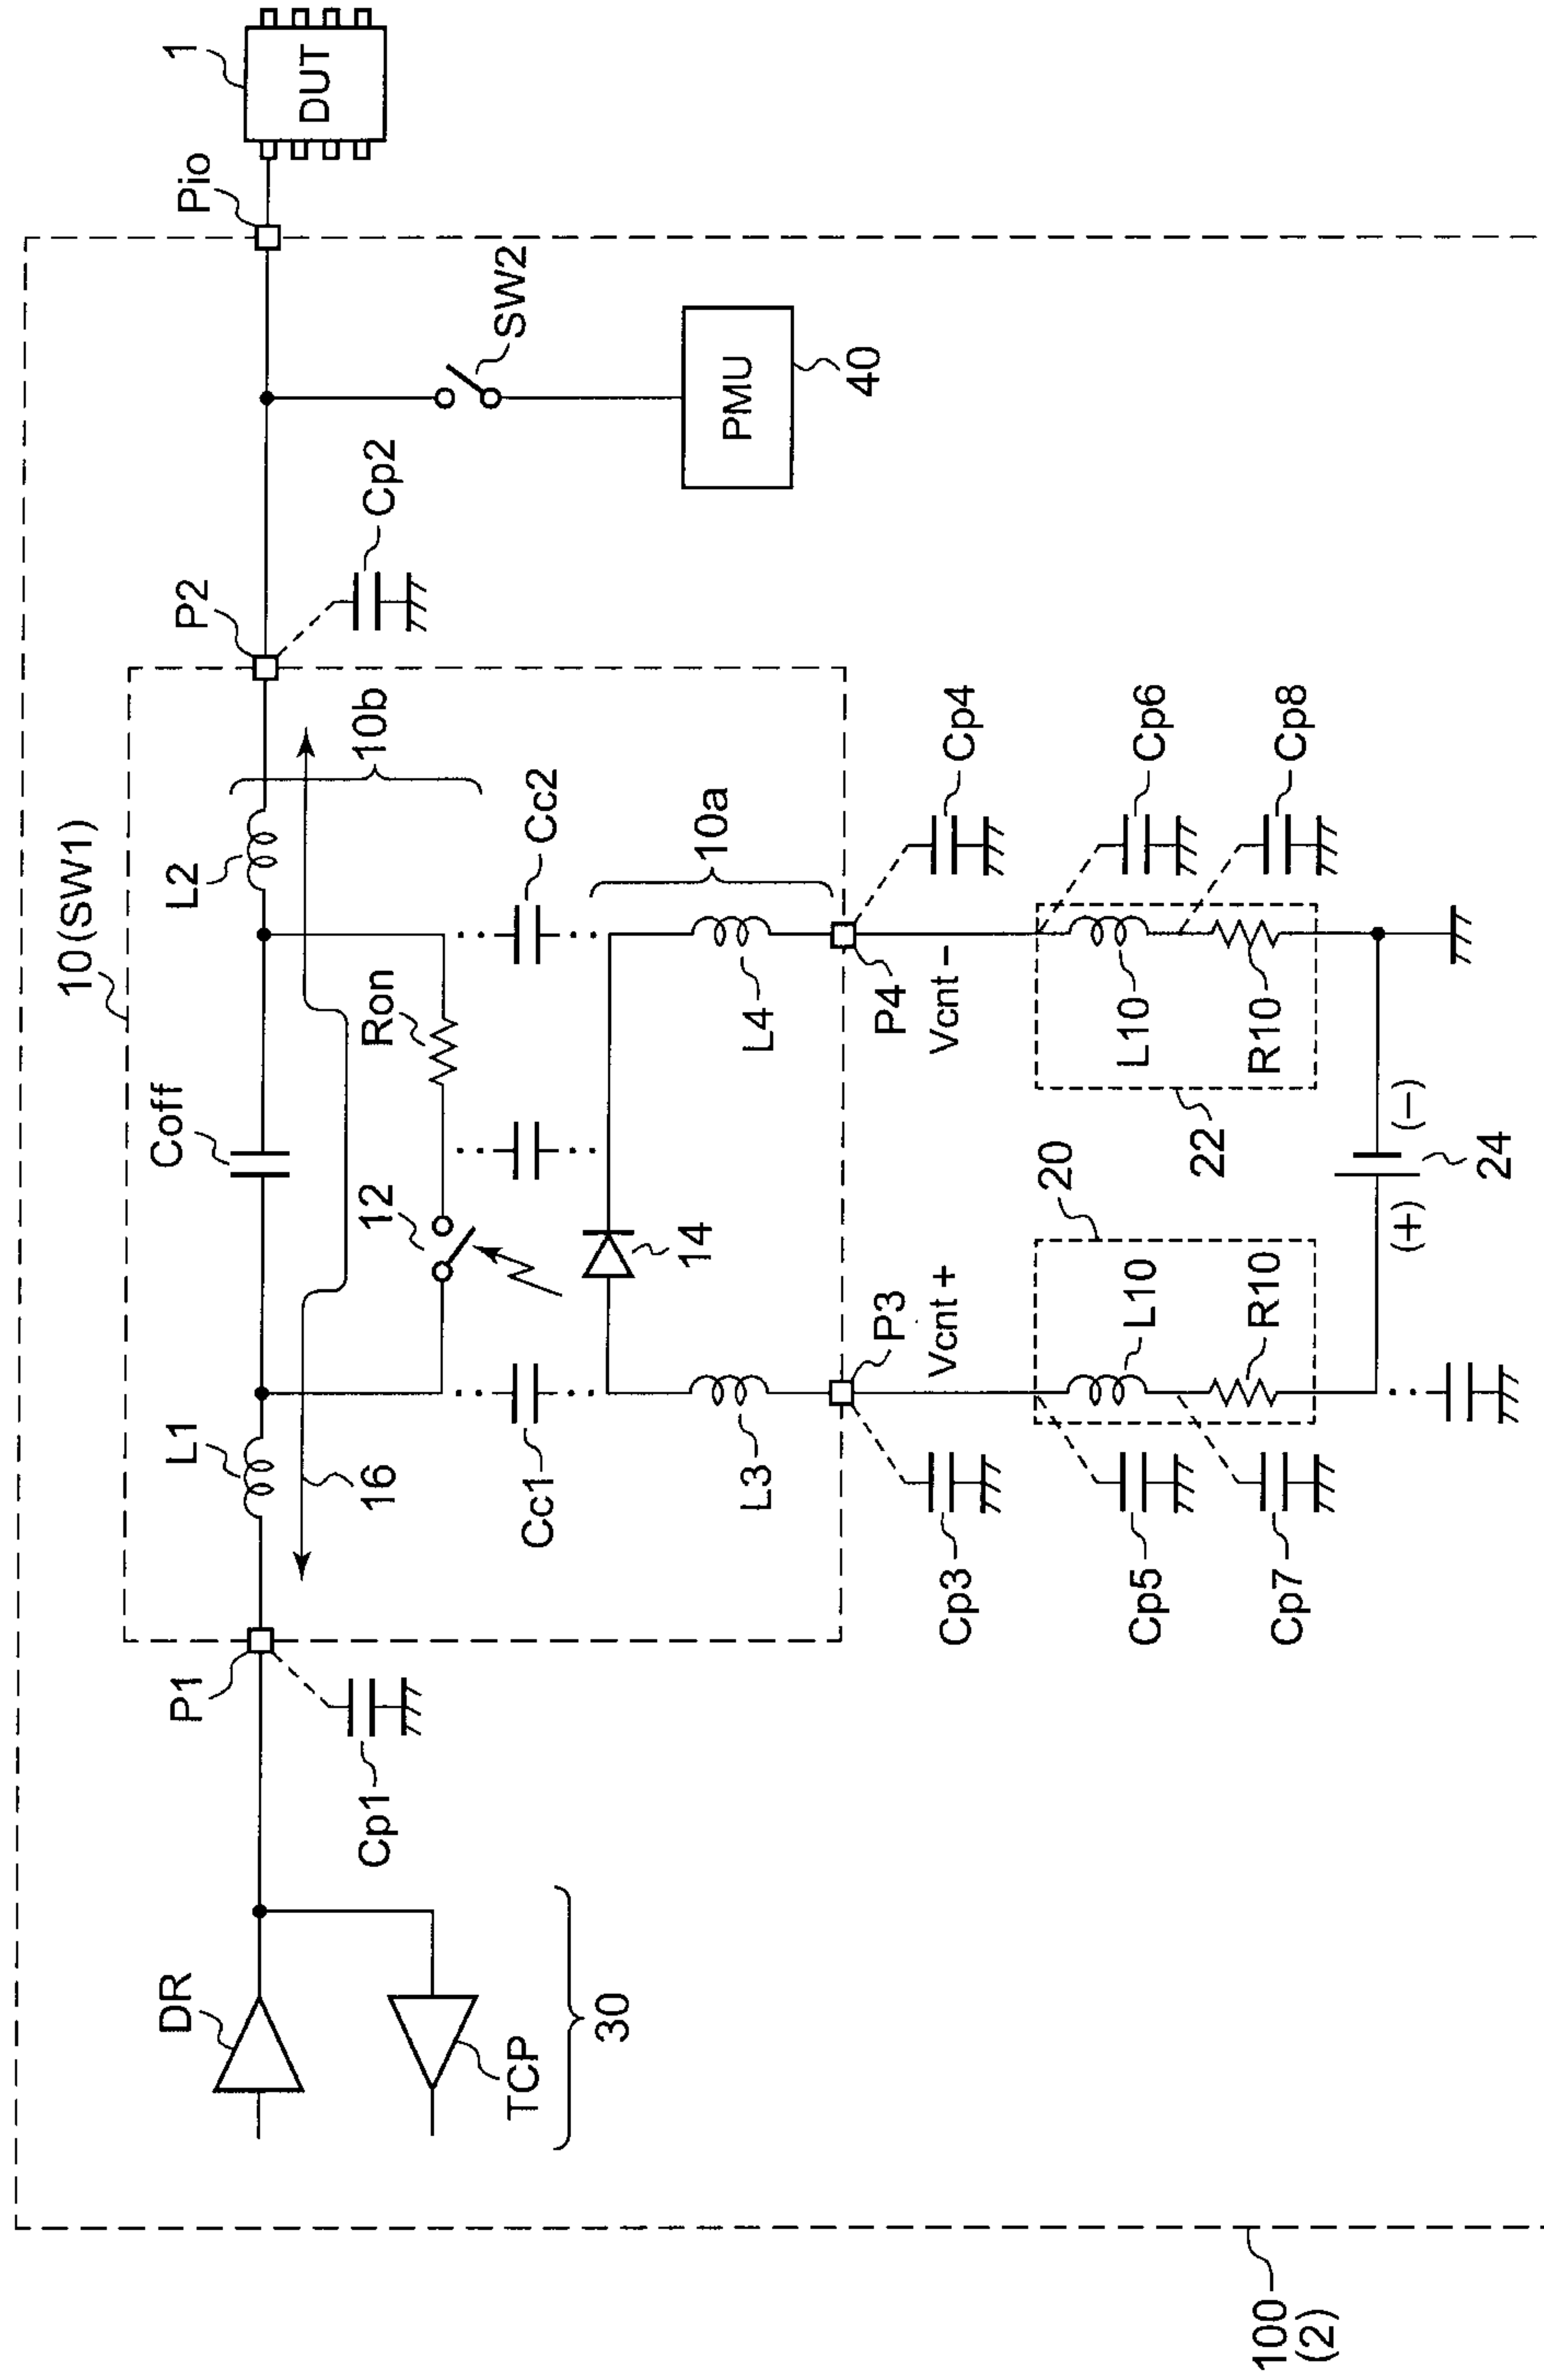 1
DUT
Pio
SW2
PMU
40
P2
Cp2
10(SW1)
L2
10b
Coff
Ron
Cc2
10a
12
14
L1
16
Cc1
L3
L4
P1
Cp1
DR
TCP
30
P3
Vcnt+
P4
Vcnt−
Cp3
Cp4
20
22
L10
R10
L10
R10
Cp5
Cp6
Cp7
Cp8
(+)
(−)
24
100
(2)